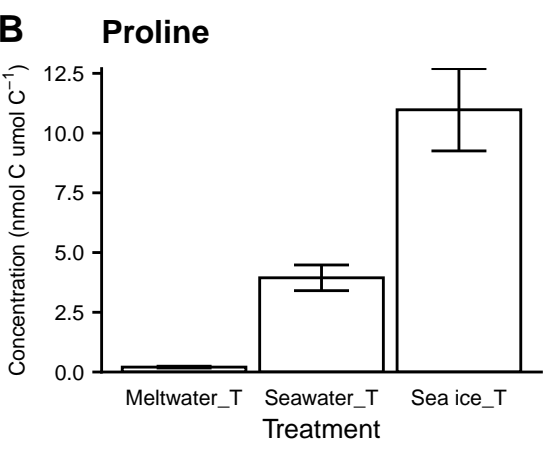 B Proline
Concentration (nmol C umol C⁻¹)
12.5
10.0
7.5
5.0
2.5
0.0
Meltwater_T Seawater_T Sea ice_T
Treatment